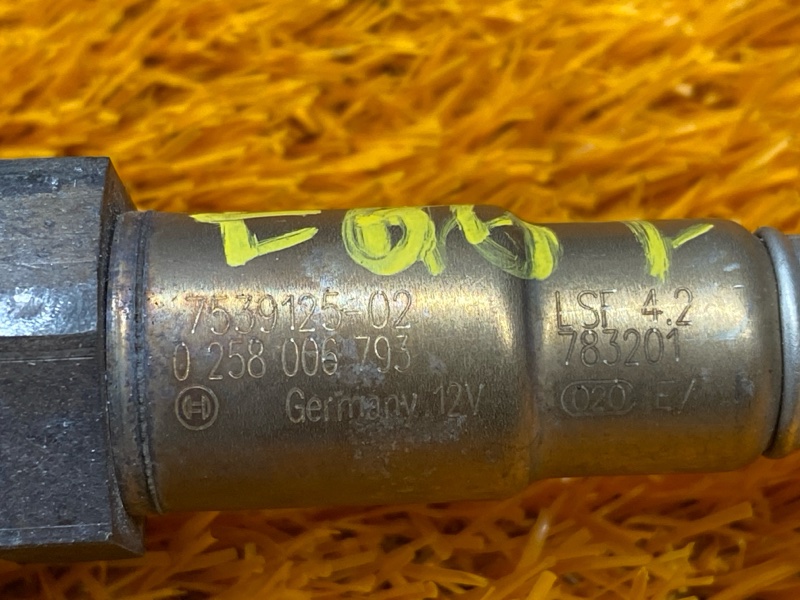 7539125-02
0 258 006 793
Germany 12V
LSF 4.2
783201
020